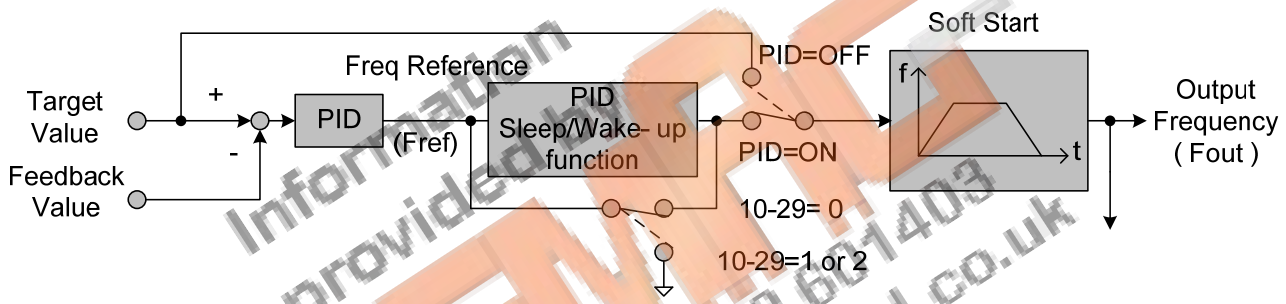 Soft Start
PID=OFF
Freq Reference
Target
Value
+
-
PID
(Fref)
PID
Sleep/Wake- up
function
PID=ON
f
t
Output
Frequency
( Fout )
Feedback
Value
10-29= 0
10-29=1 or 2
Information
provided by
601403
co.uk